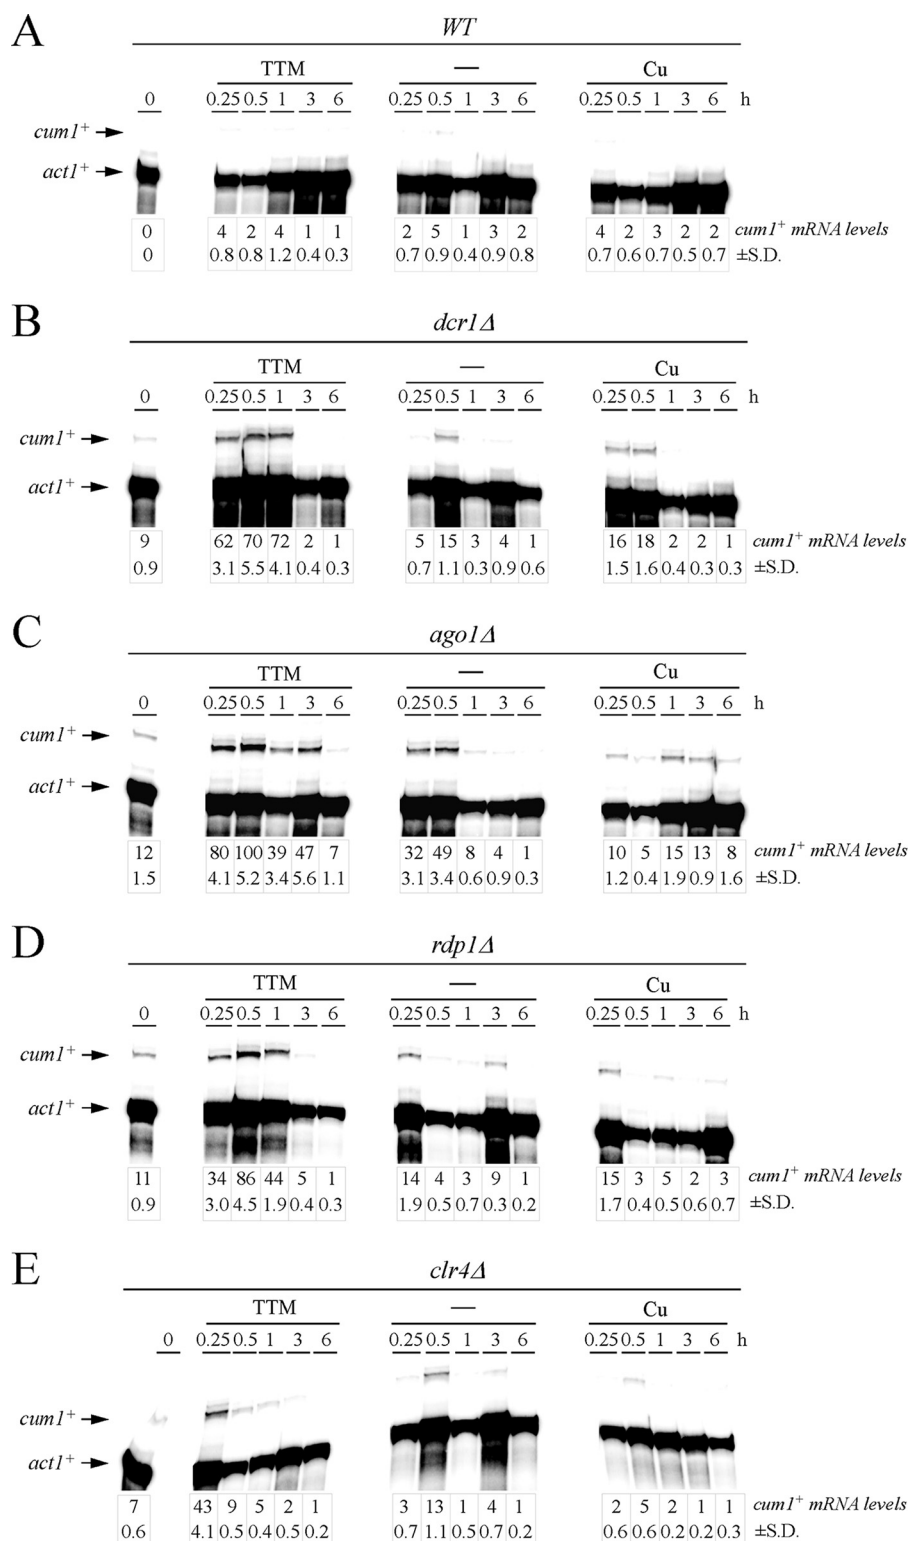 A
WT
TTM — Cu
0 0.25 0.5 1 3 6 0.25 0.5 1 3 6 0.25 0.5 1 3 6 h
cum1+
act1+
0 4 2 4 1 1 2 5 1 3 2 4 2 3 2 2 cum1+ mRNA levels
0 0.8 0.8 1.2 0.4 0.3 0.7 0.9 0.4 0.9 0.8 0.7 0.6 0.7 0.5 0.7 ±S.D.
B
dcr1Δ
TTM — Cu
0 0.25 0.5 1 3 6 0.25 0.5 1 3 6 0.25 0.5 1 3 6 h
cum1+
act1+
9 62 70 72 2 1 5 15 3 4 1 16 18 2 2 1 cum1+ mRNA levels
0.9 3.1 5.5 4.1 0.4 0.3 0.7 1.1 0.3 0.9 0.6 1.5 1.6 0.4 0.3 0.3 ±S.D.
C
ago1Δ
TTM — Cu
0 0.25 0.5 1 3 6 0.25 0.5 1 3 6 0.25 0.5 1 3 6 h
cum1+
act1+
12 80 100 39 47 7 32 49 8 4 1 10 5 15 13 8 cum1+ mRNA levels
1.5 4.1 5.2 3.4 5.6 1.1 3.1 3.4 0.6 0.9 0.3 1.2 0.4 1.9 0.9 1.6 ±S.D.
D
rdp1Δ
TTM — Cu
0 0.25 0.5 1 3 6 0.25 0.5 1 3 6 0.25 0.5 1 3 6 h
cum1+
act1+
11 34 86 44 5 1 14 4 3 9 1 15 3 5 2 3 cum1+ mRNA levels
0.9 3.0 4.5 1.9 0.4 0.3 1.9 0.5 0.7 0.3 0.2 1.7 0.4 0.5 0.6 0.7 ±S.D.
E
clr4Δ
TTM — Cu
0 0.25 0.5 1 3 6 0.25 0.5 1 3 6 0.25 0.5 1 3 6 h
cum1+
act1+
7 43 9 5 2 1 3 13 1 4 1 2 5 2 1 1 cum1+ mRNA levels
0.6 4.1 0.5 0.4 0.5 0.2 0.7 1.1 0.5 0.7 0.2 0.6 0.6 0.2 0.2 0.3 ±S.D.